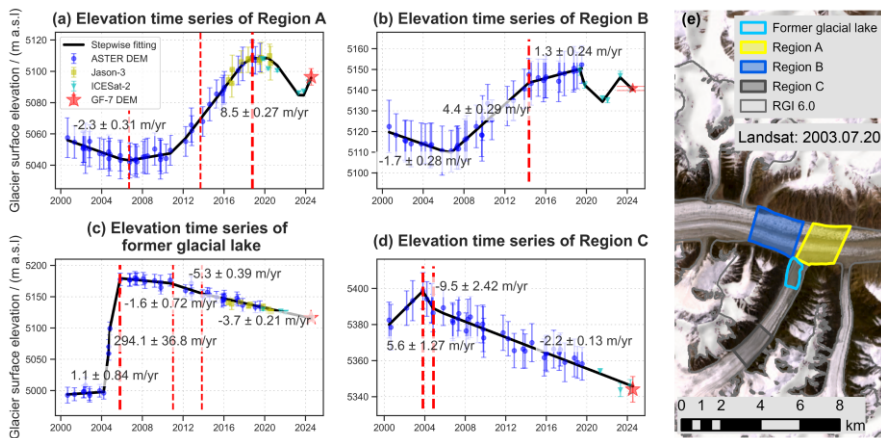 (a) Elevation time series of Region A
Glacier surface elevation / (m a.s.l)
5120
5100
5080
5060
5040
Stepwise fitting
ASTER DEM
Jason-3
ICESat-2
GF-7 DEM
-2.3 ± 0.31 m/yr
8.5 ± 0.27 m/yr
2000 2004 2008 2012 2016 2020 2024
(b) Elevation time series of Region B
5160
5150
5140
5130
5120
5110
5100
1.3 ± 0.24 m/yr
4.4 ± 0.29 m/yr
-1.7 ± 0.28 m/yr
2000 2004 2008 2012 2016 2020 2024
(c) Elevation time series of
former glacial lake
Glacier surface elevation / (m a.s.l)
5200
5150
5100
5050
5000
-5.3 ± 0.39 m/yr
-1.6 ± 0.72 m/yr
-3.7 ± 0.21 m/yr
294.1 ± 36.8 m/yr
1.1 ± 0.84 m/yr
2000 2004 2008 2012 2016 2020 2024
(d) Elevation time series of Region C
5400
5380
5360
5340
-9.5 ± 2.42 m/yr
5.6 ± 1.27 m/yr
-2.2 ± 0.13 m/yr
2000 2004 2008 2012 2016 2020 2024
(e)
Former glacial lake
Region A
Region B
Region C
RGI 6.0
Landsat: 2003.07.20
0 1 2 4 6 8
km